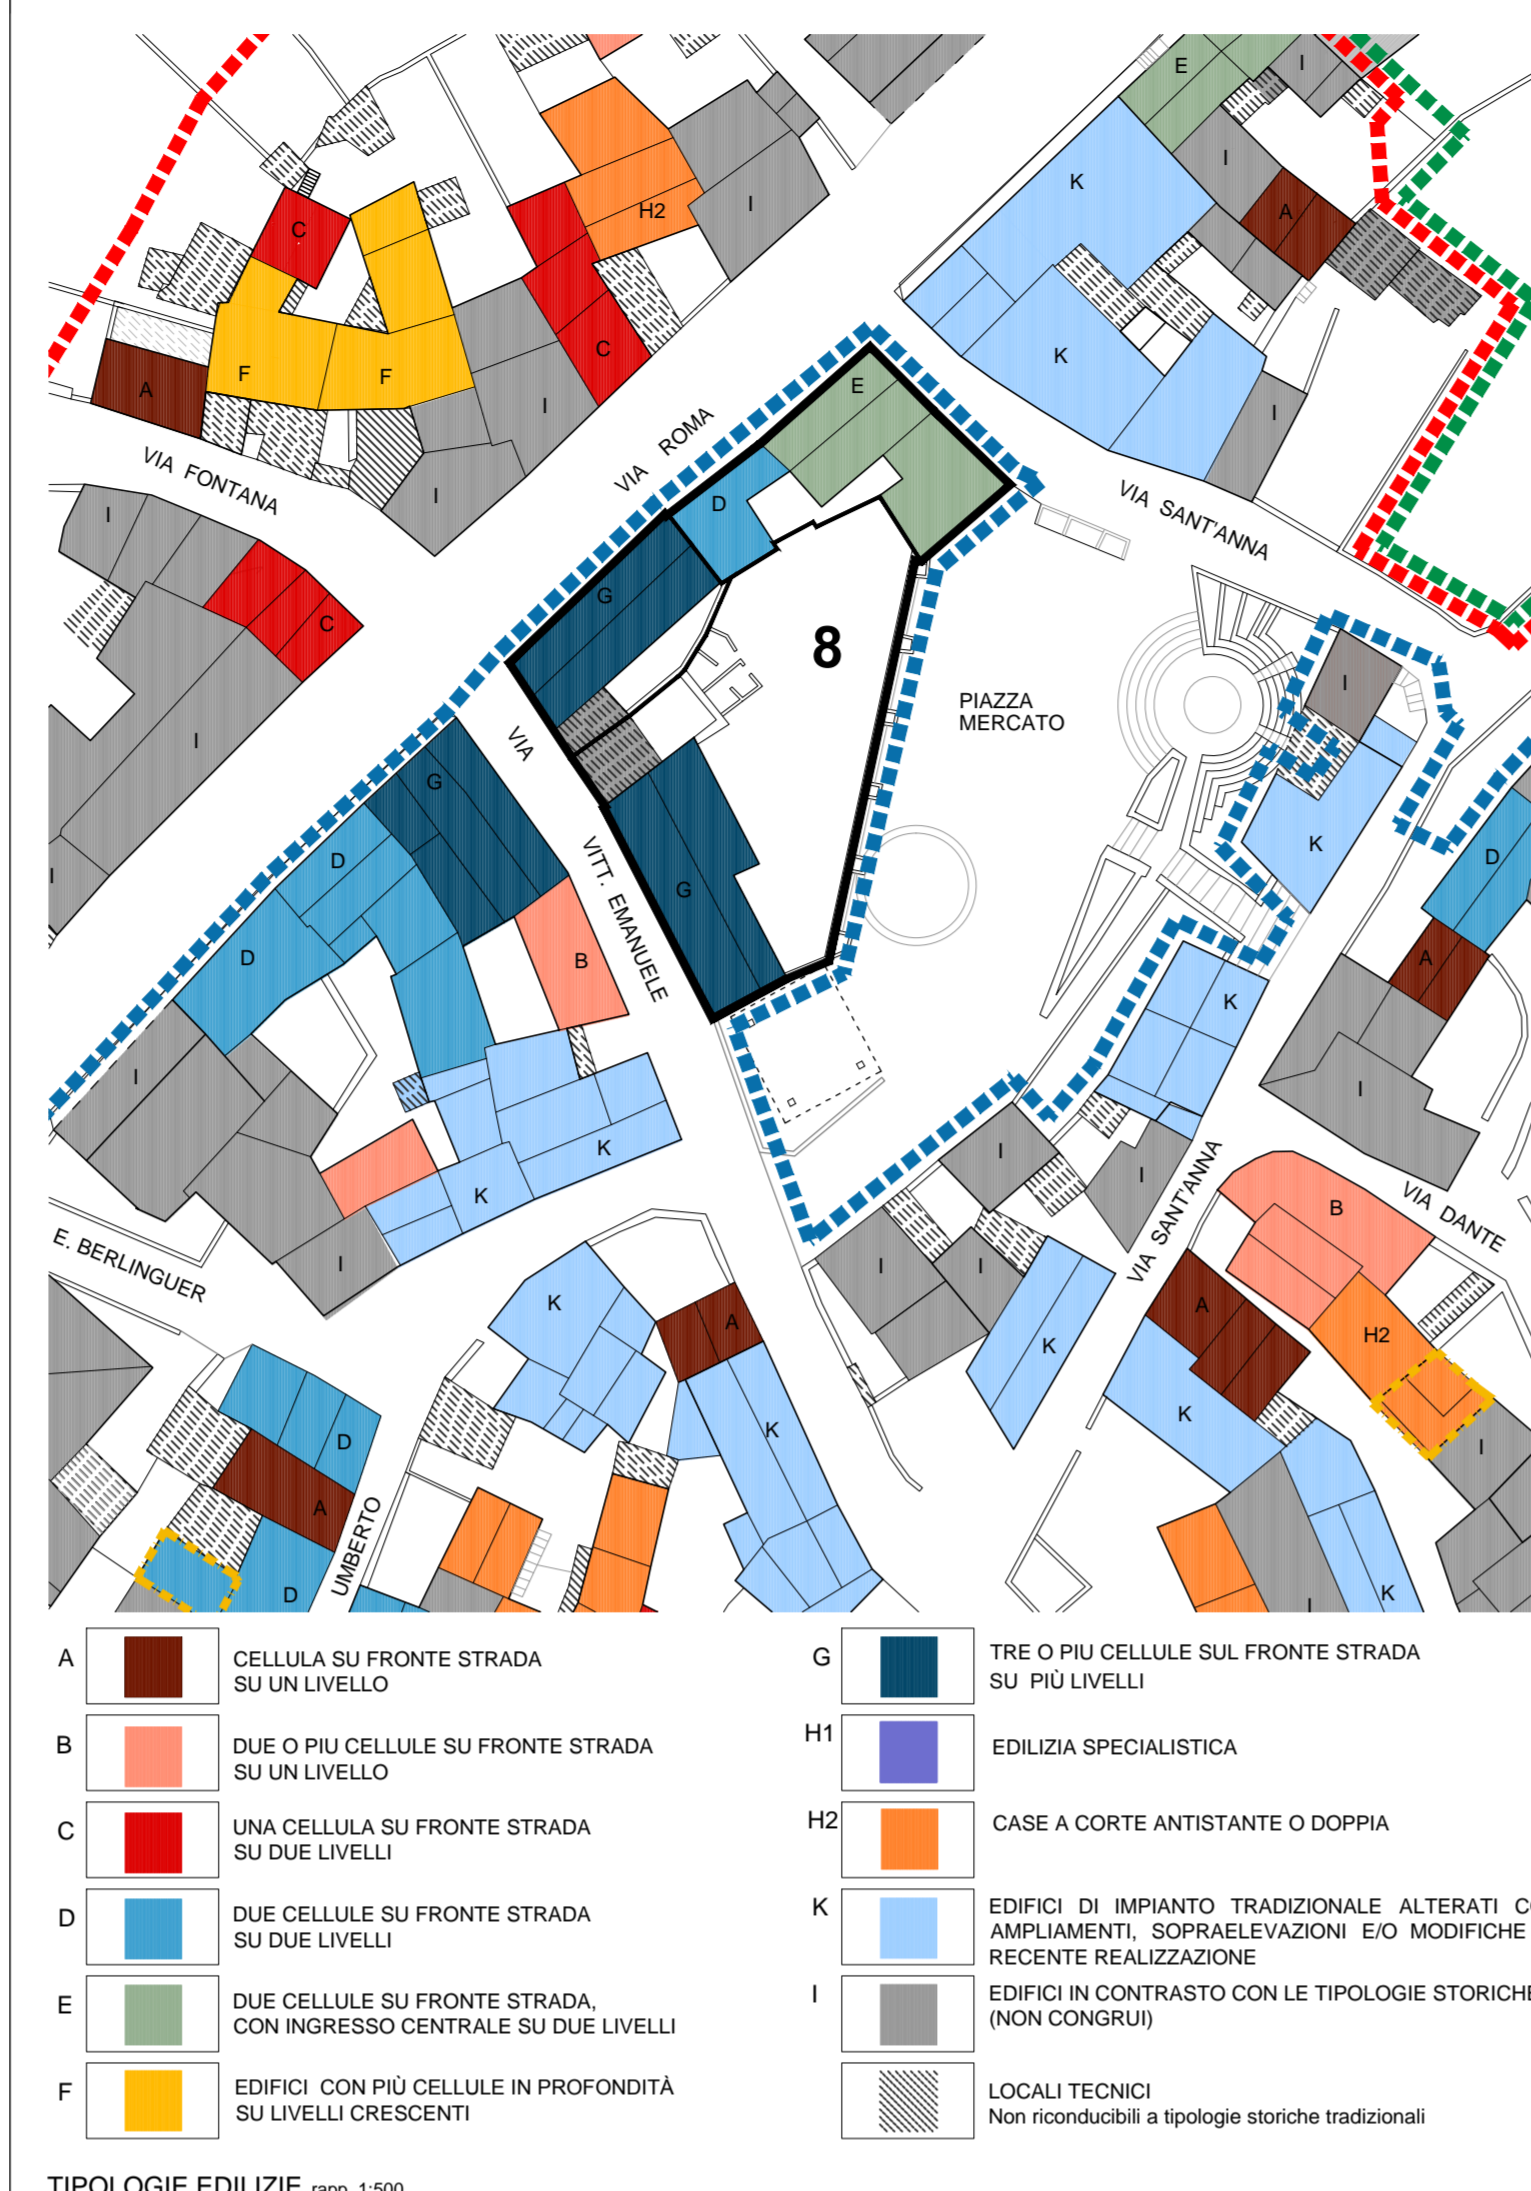 E
I
C
K
I
A
H2
I
C
F
F
A
I
K
I
E
VIA ROMA
D
VIA FONTANA
I
I
VIA SANT'ANNA
C
G
8
I
PIAZZA
MERCATO
I
VIA
G
D
K
D
I
VITT. EMANUELE
G
D
B
A
K
I
I
K
K
I
I
VIA SANT'ANNA
B
VIA DANTE
E. BERLINGUER
I
I
I
K
A
K
A
H2
D
K
K
I
A
UMBERTO
D
K
I
A CELLULA SU FRONTE STRADA
SU UN LIVELLO
B DUE O PIU CELLULE SU FRONTE STRADA
SU UN LIVELLO
C UNA CELLULA SU FRONTE STRADA
SU DUE LIVELLI
D DUE CELLULE SU FRONTE STRADA
SU DUE LIVELLI
E DUE CELLULE SU FRONTE STRADA,
CON INGRESSO CENTRALE SU DUE LIVELLI
F EDIFICI CON PIÙ CELLULE IN PROFONDITÀ
SU LIVELLI CRESCENTI
G TRE O PIU CELLULE SUL FRONTE STRADA
SU PIÙ LIVELLI
H1 EDILIZIA SPECIALISTICA
H2 CASE A CORTE ANTISTANTE O DOPPIA
K EDIFICI DI IMPIANTO TRADIZIONALE ALTERATI
AMPLIAMENTI, SOPRAELEVAZIONI E/O MODIFICHE
RECENTE REALIZZAZIONE
I EDIFICI IN CONTRASTO CON LE TIPOLOGIE STORICHE
(NON CONGRUI)
LOCALI TECNICI
Non riconducibili a tipologie storiche tradizionali
TIPOLOGIE EDILIZIE rapp. 1:500